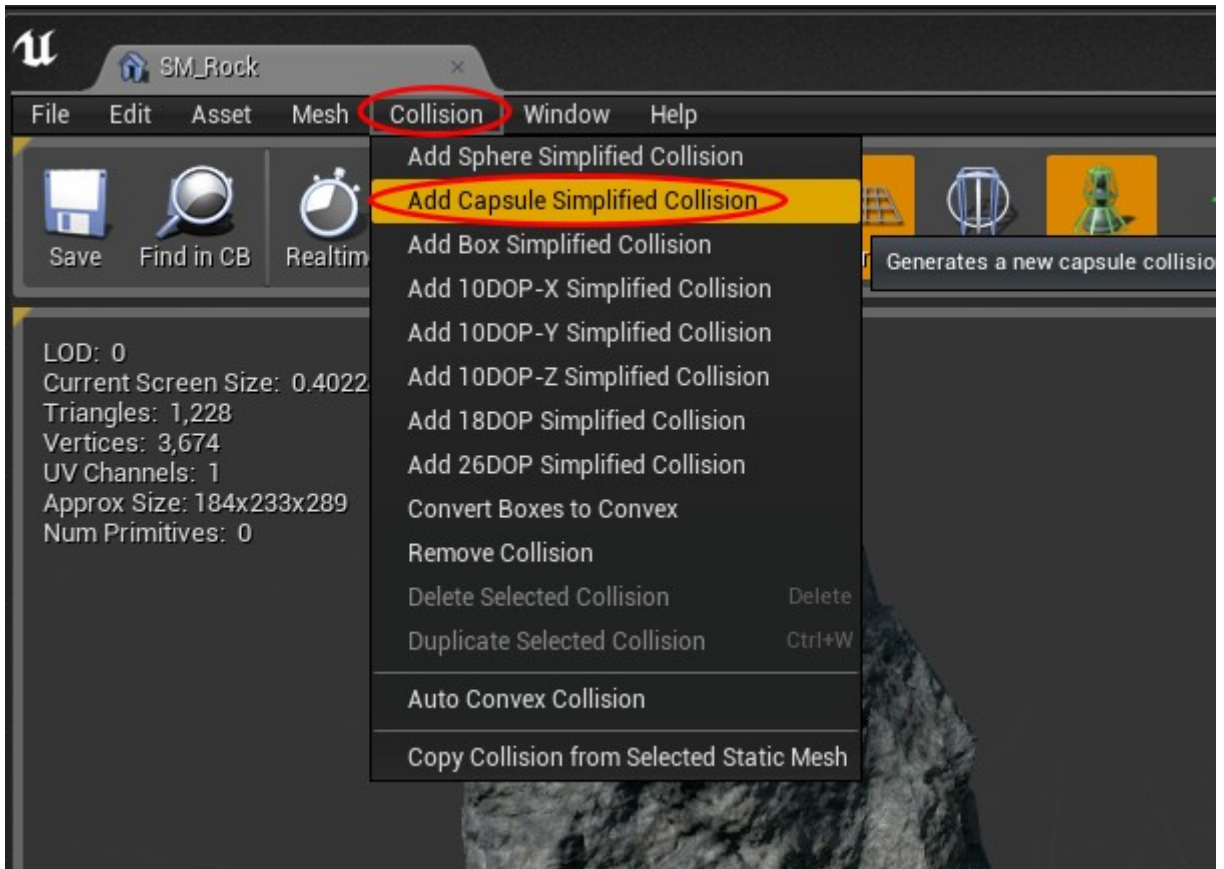 SM_Rock
File Edit Asset Mesh Collision Window Help
Add Sphere Simplified Collision
Add Capsule Simplified Collision
Add Box Simplified Collision
Add 10DOP-X Simplified Collision
Add 10DOP-Y Simplified Collision
Add 10DOP-Z Simplified Collision
Add 18DOP Simplified Collision
Add 26DOP Simplified Collision
Convert Boxes to Convex
Remove Collision
Delete Selected Collision Delete
Duplicate Selected Collision Ctrl+W
Auto Convex Collision
Copy Collision from Selected Static Mesh
Save Find in CB Realtim
Generates a new capsule collisio
LOD: 0
Current Screen Size: 0.4022
Triangles: 1,228
Vertices: 3,674
UV Channels: 1
Approx Size: 184x233x289
Num Primitives: 0